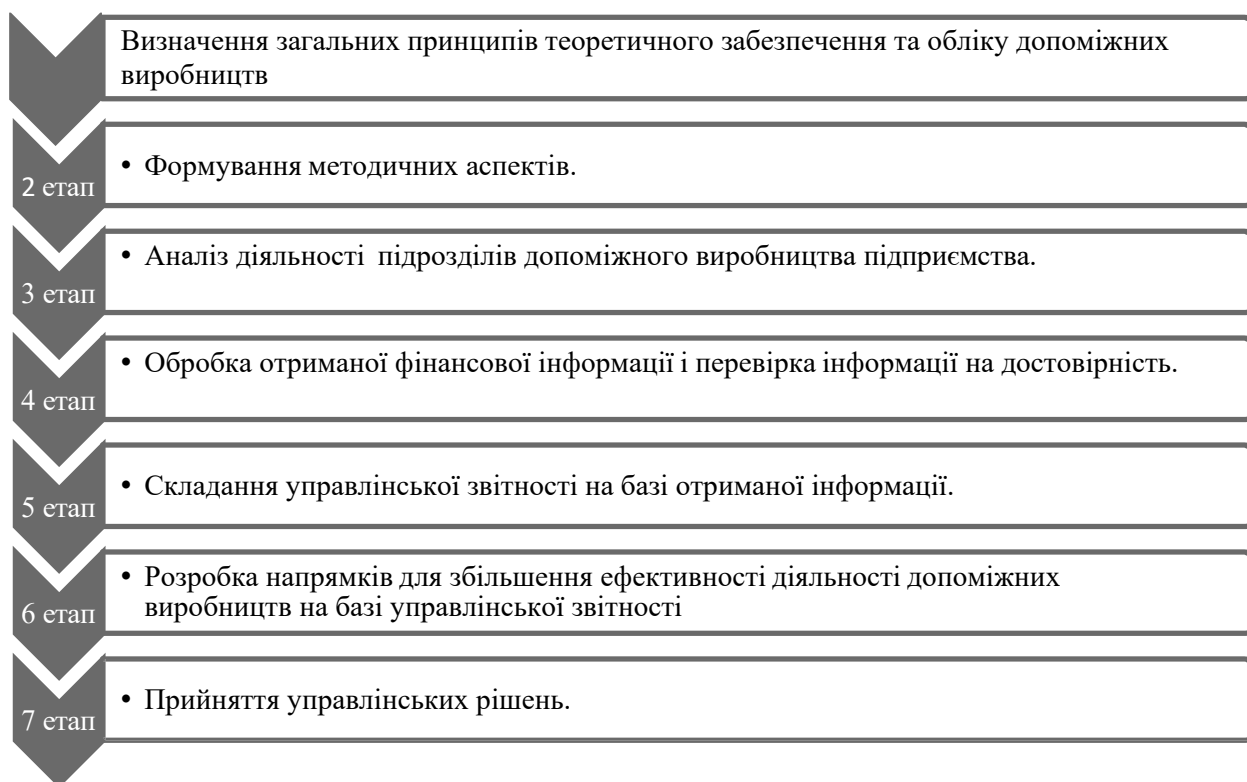 Визначення загальних принципів теоретичного забезпечення та обліку допоміжних
виробництв
2 етап
• Формування методичних аспектів.
3 етап
• Аналіз діяльності підрозділів допоміжного виробництва підприємства.
4 етап
• Обробка отриманої фінансової інформації і перевірка інформації на достовірність.
5 етап
• Складання управлінської звітності на базі отриманої інформації.
6 етап
• Розробка напрямків для збільшення ефективності діяльності допоміжних
виробництв на базі управлінської звітності
7 етап
• Прийняття управлінських рішень.